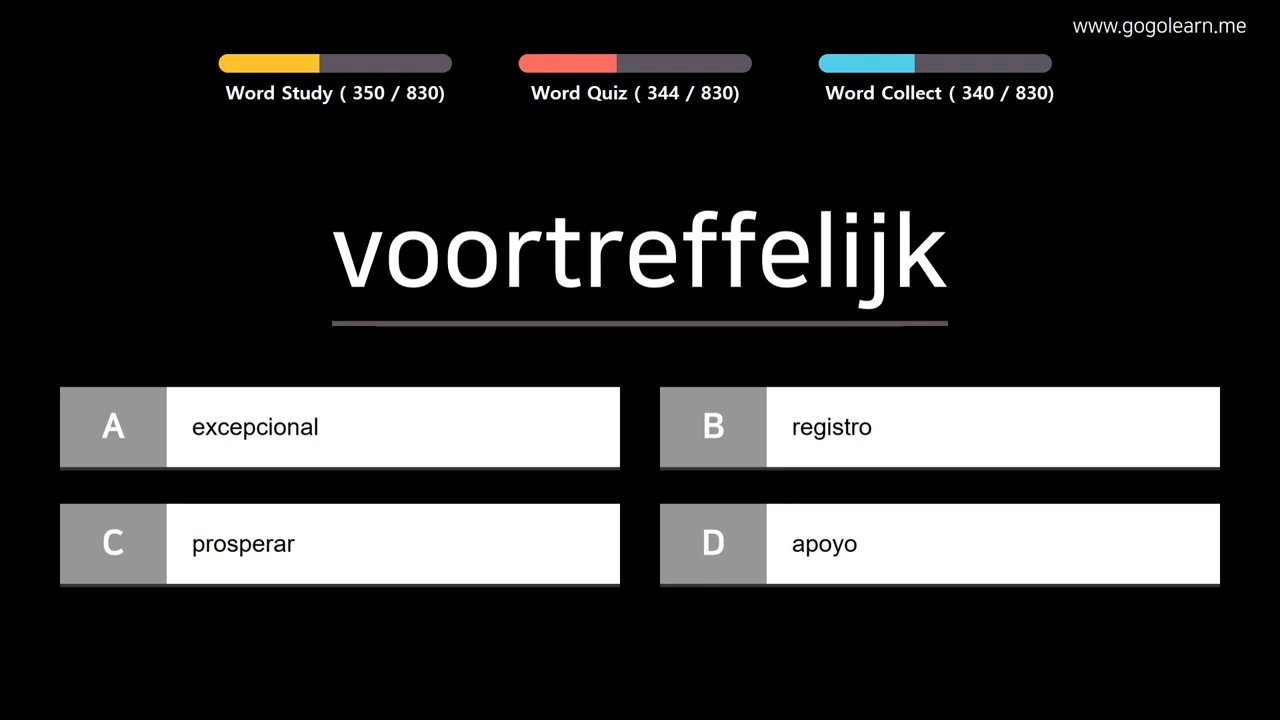 www.gogolearn.me
Word Study ( 350 / 830)
Word Quiz ( 344 / 830)
Word Collect ( 340 / 830)
voortreffelijk
A excepcional
B registro
C prosperar
D apoyo